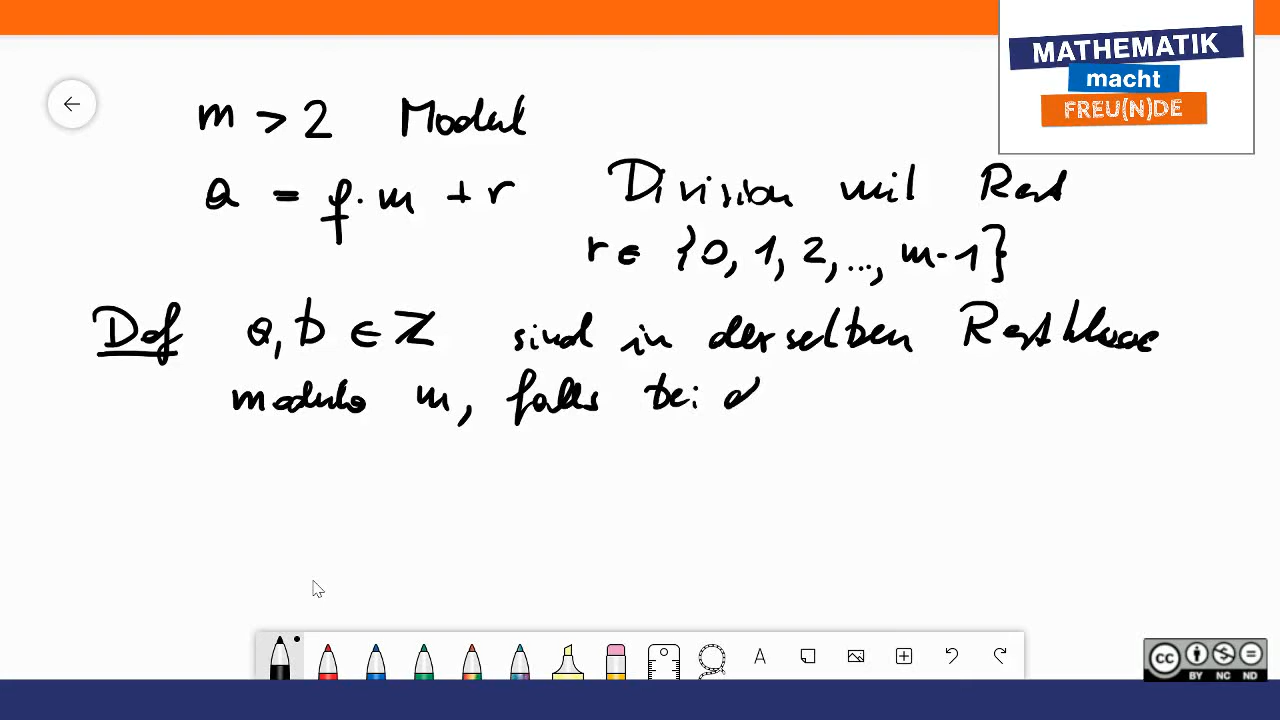 MATHEMATIK
macht
FREU(N)DE
m > 2 Modul
a = q · m + r Division mit Rest
r ∈ {0, 1, 2, ..., m - 1}
Def a, b ∈ Z sind in derselben Restklasse
modulo m, falls bei d
A
CC BY NC ND